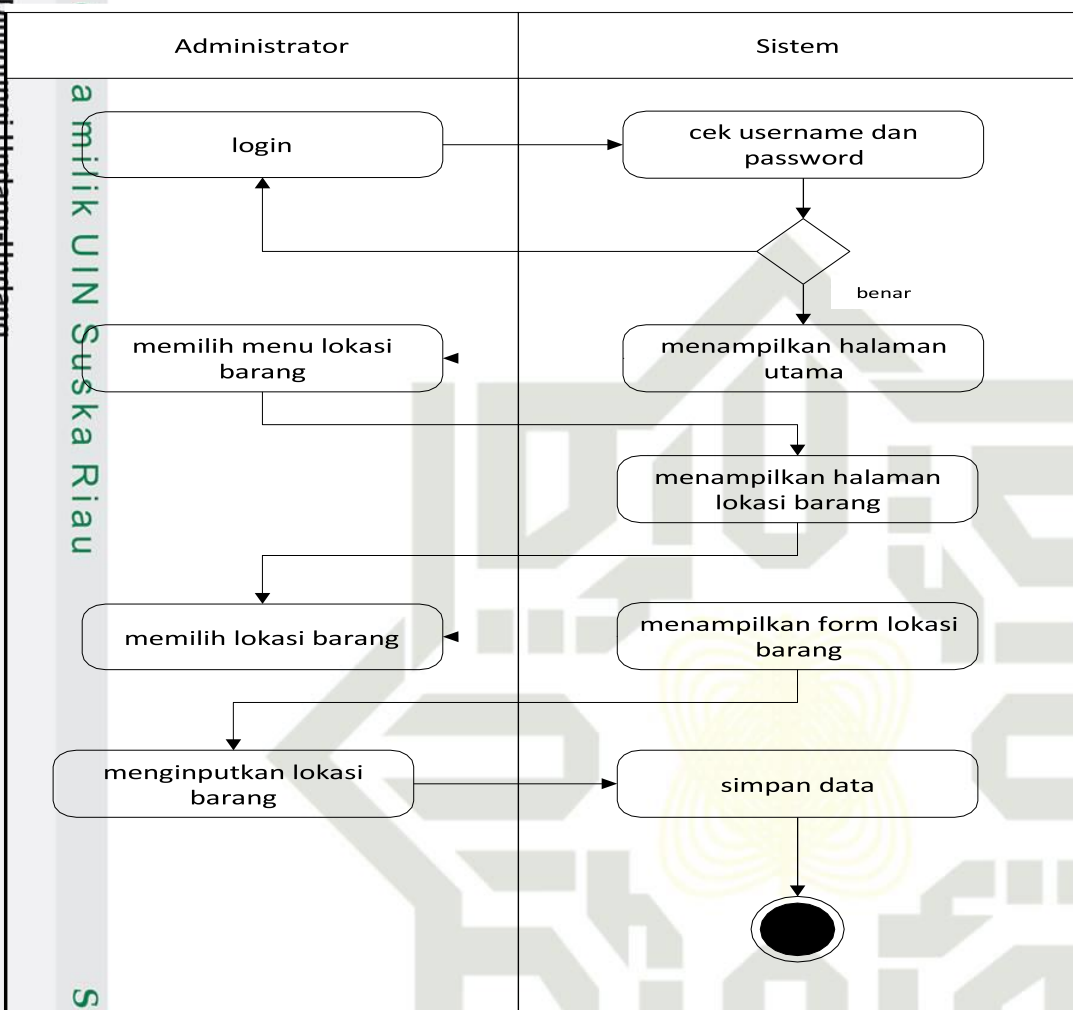 Administrator
Sistem
login
cek username dan
password
benar
memilih menu lokasi
barang
menampilkan halaman
utama
menampilkan halaman
lokasi barang
memilih lokasi barang
menampilkan form lokasi
barang
menginputkan lokasi
barang
simpan data
a milik UIN Suska Riau
S